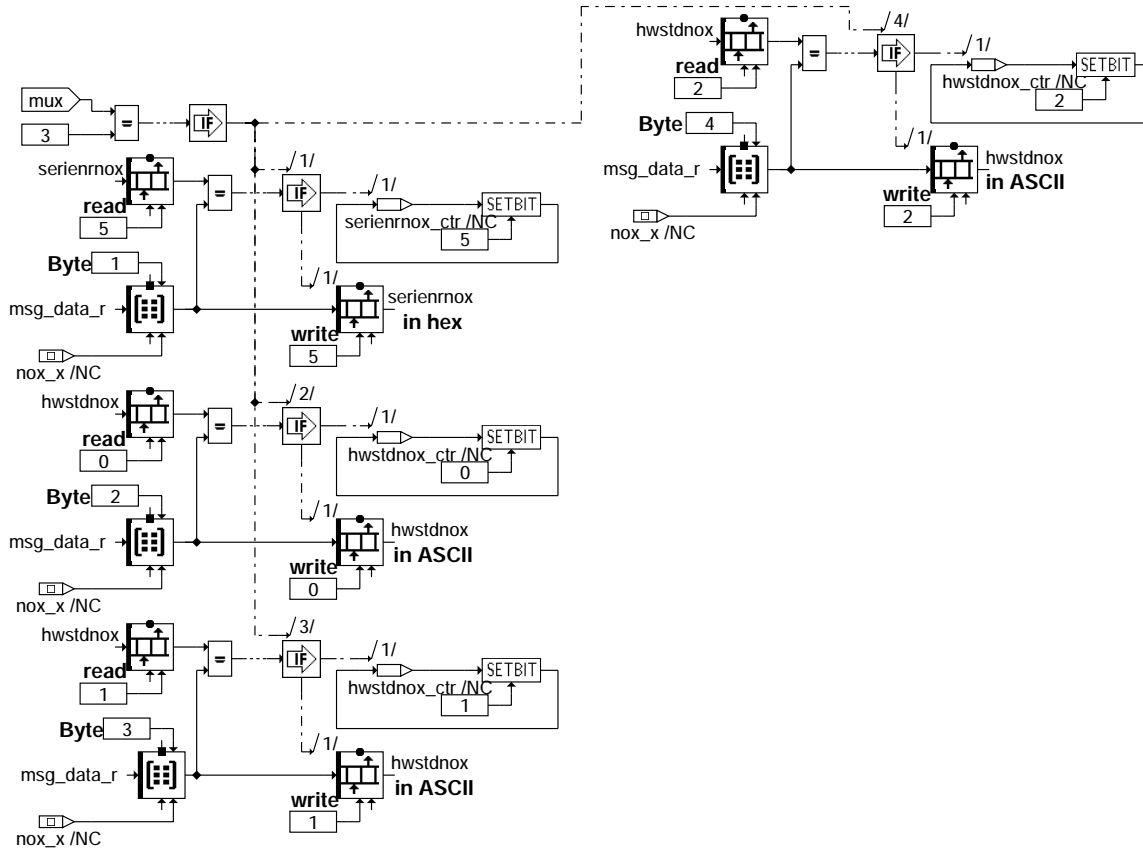 mux
=
IF
3
serienrnox
read
5
=
/1/
IF
/1/
serienrnox_ctr /NC
SETBIT
5
Byte 1
msg_data_r
nox_x /NC
/1/
serienrnox
in hex
write
5
hwstdnox
read
0
=
/2/
IF
/1/
hwstdnox_ctr /NC
SETBIT
0
Byte 2
msg_data_r
nox_x /NC
/1/
hwstdnox
in ASCII
write
0
hwstdnox
read
1
=
/3/
IF
/1/
hwstdnox_ctr /NC
SETBIT
1
Byte 3
msg_data_r
nox_x /NC
/1/
hwstdnox
in ASCII
write
1
hwstdnox
read
2
=
/4/
IF
/1/
hwstdnox_ctr /NC
SETBIT
2
Byte 4
msg_data_r
nox_x /NC
/1/
hwstdnox
in ASCII
write
2